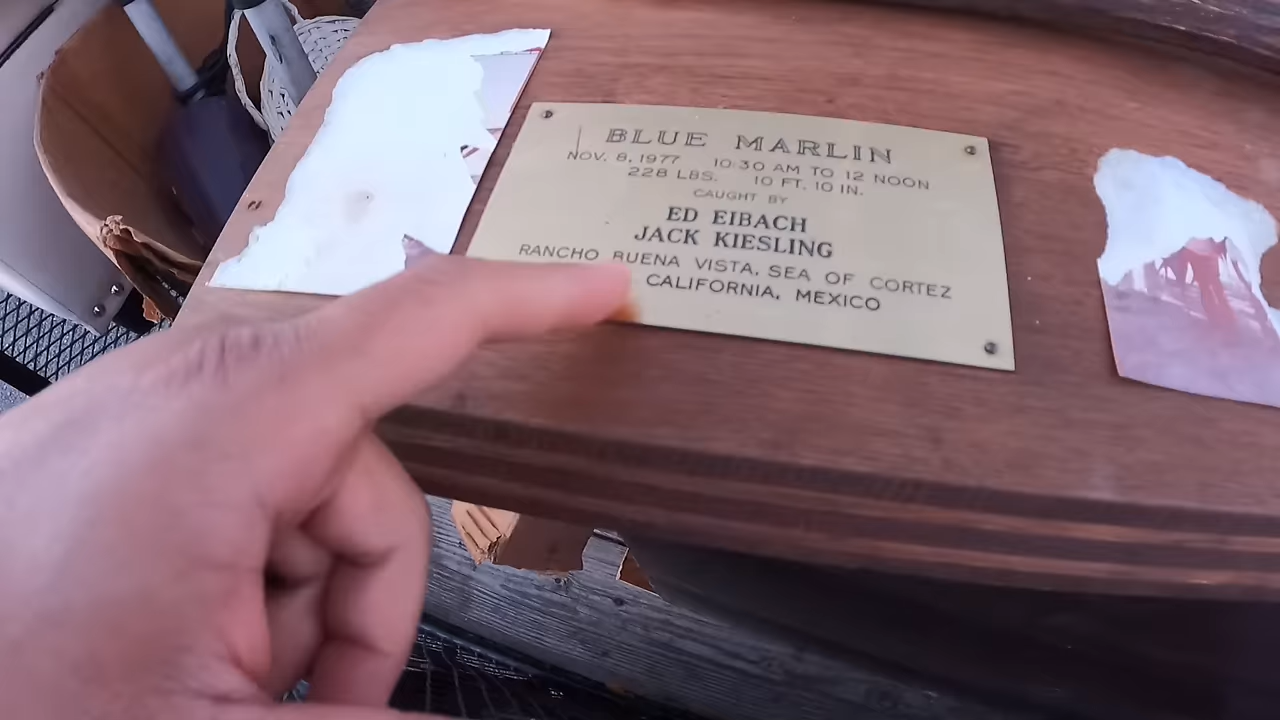 BLUE MARLIN
NOV. 8, 1977 10:30 AM TO 12 NOON
228 LBS. 10 FT. 10 IN.
CAUGHT BY
ED EIBACH
JACK KIESLING
RANCHO BUENA VISTA, SEA OF CORTEZ
CALIFORNIA, MEXICO